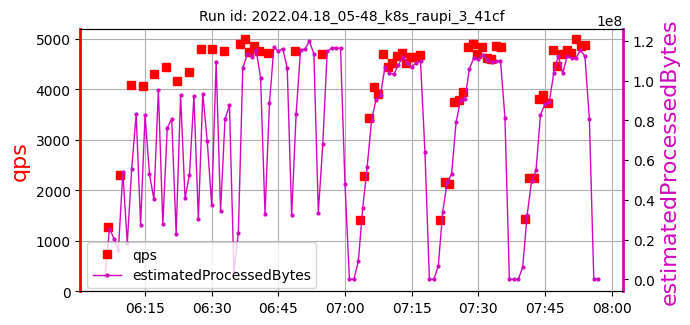 Run id: 2022.04.18_05-48_k8s_raupi_3_41cf
1e8
5000
4000
3000
2000
1000
0
qps
1.2
1.0
0.8
0.6
0.4
0.2
0.0
estimatedProcessedBytes
qps
estimatedProcessedBytes
06:15 06:30 06:45 07:00 07:15 07:30 07:45 08:00